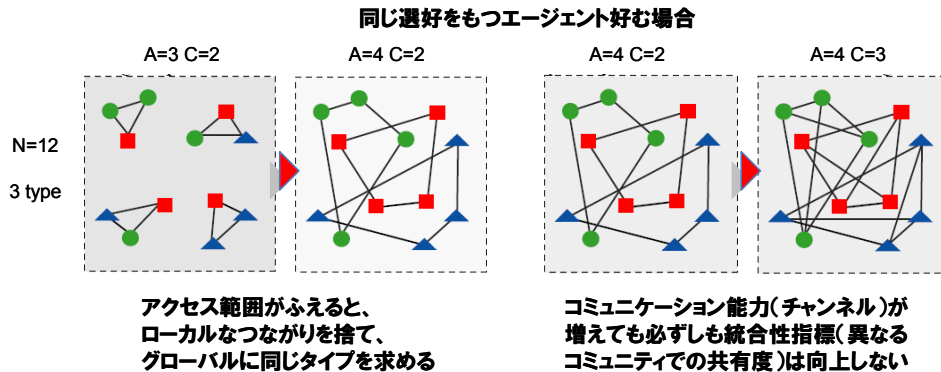 同じ選好をもつエージェント好む場合
A=3 C=2
A=4 C=2
A=4 C=2
A=4 C=3
N=12
3 type
アクセス範囲がふえると、
ローカルなつながりを捨て、
グローバルに同じタイプを求める
コミュニケーション能力（チャンネル）が
増えても必ずしも統合性指標（異なる
コミュニティでの共有度）は向上しない